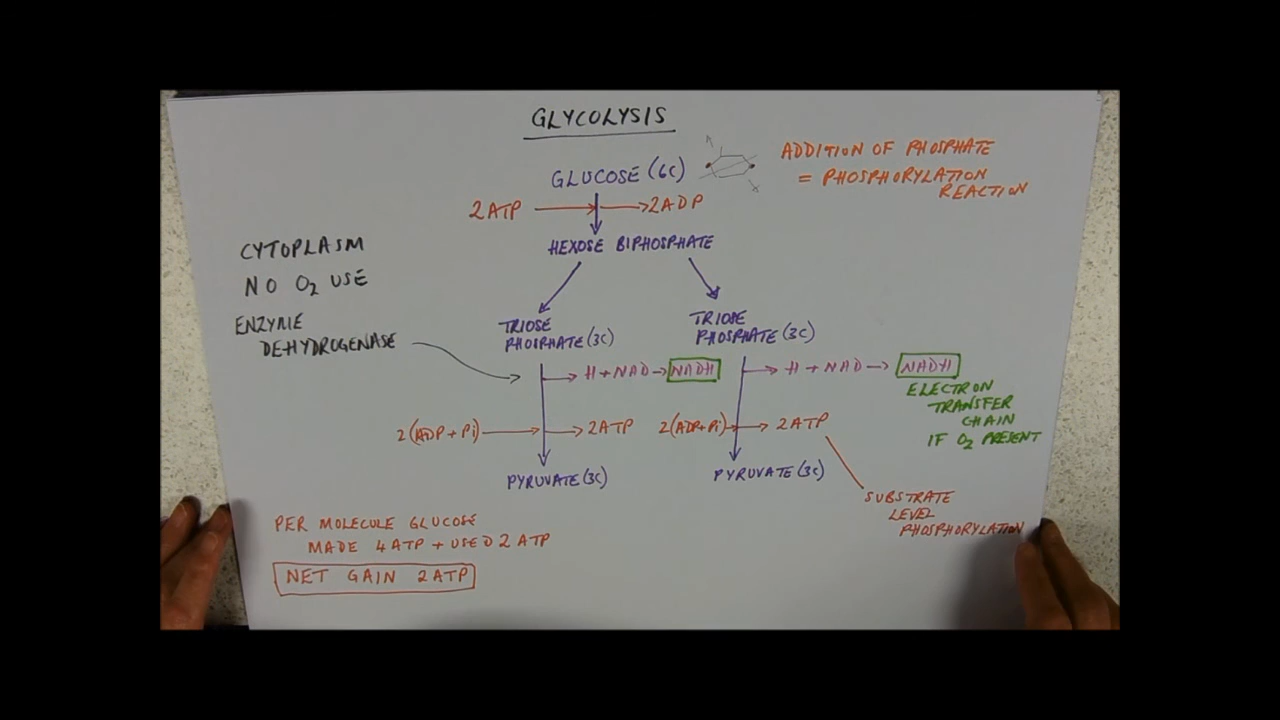 GLYCOLYSIS
GLUCOSE (6C)
ADDITION OF PHOSPHATE
= PHOSPHORYLATION
REACTION
2ATP
2ADP
HEXOSE BIPHOSPHATE
CYTOPLASM
NO O2 USE
ENZYME
DEHYDROGENASE
TRIOSE
PHOSPHATE (3C)
TRIOSE
PHOSPHATE (3C)
H + NAD → NADH
H + NAD → NADH
ELECTRON
TRANSFER
CHAIN
IF O2 PRESENT
2(ADP + Pi)
2ATP
2(ADP+Pi)
2ATP
PYRUVATE (3C)
PYRUVATE (3C)
SUBSTRATE
LEVEL
PHOSPHORYLATION
PER MOLECULE GLUCOSE
MADE 4ATP + USED 2 ATP
NET GAIN 2ATP